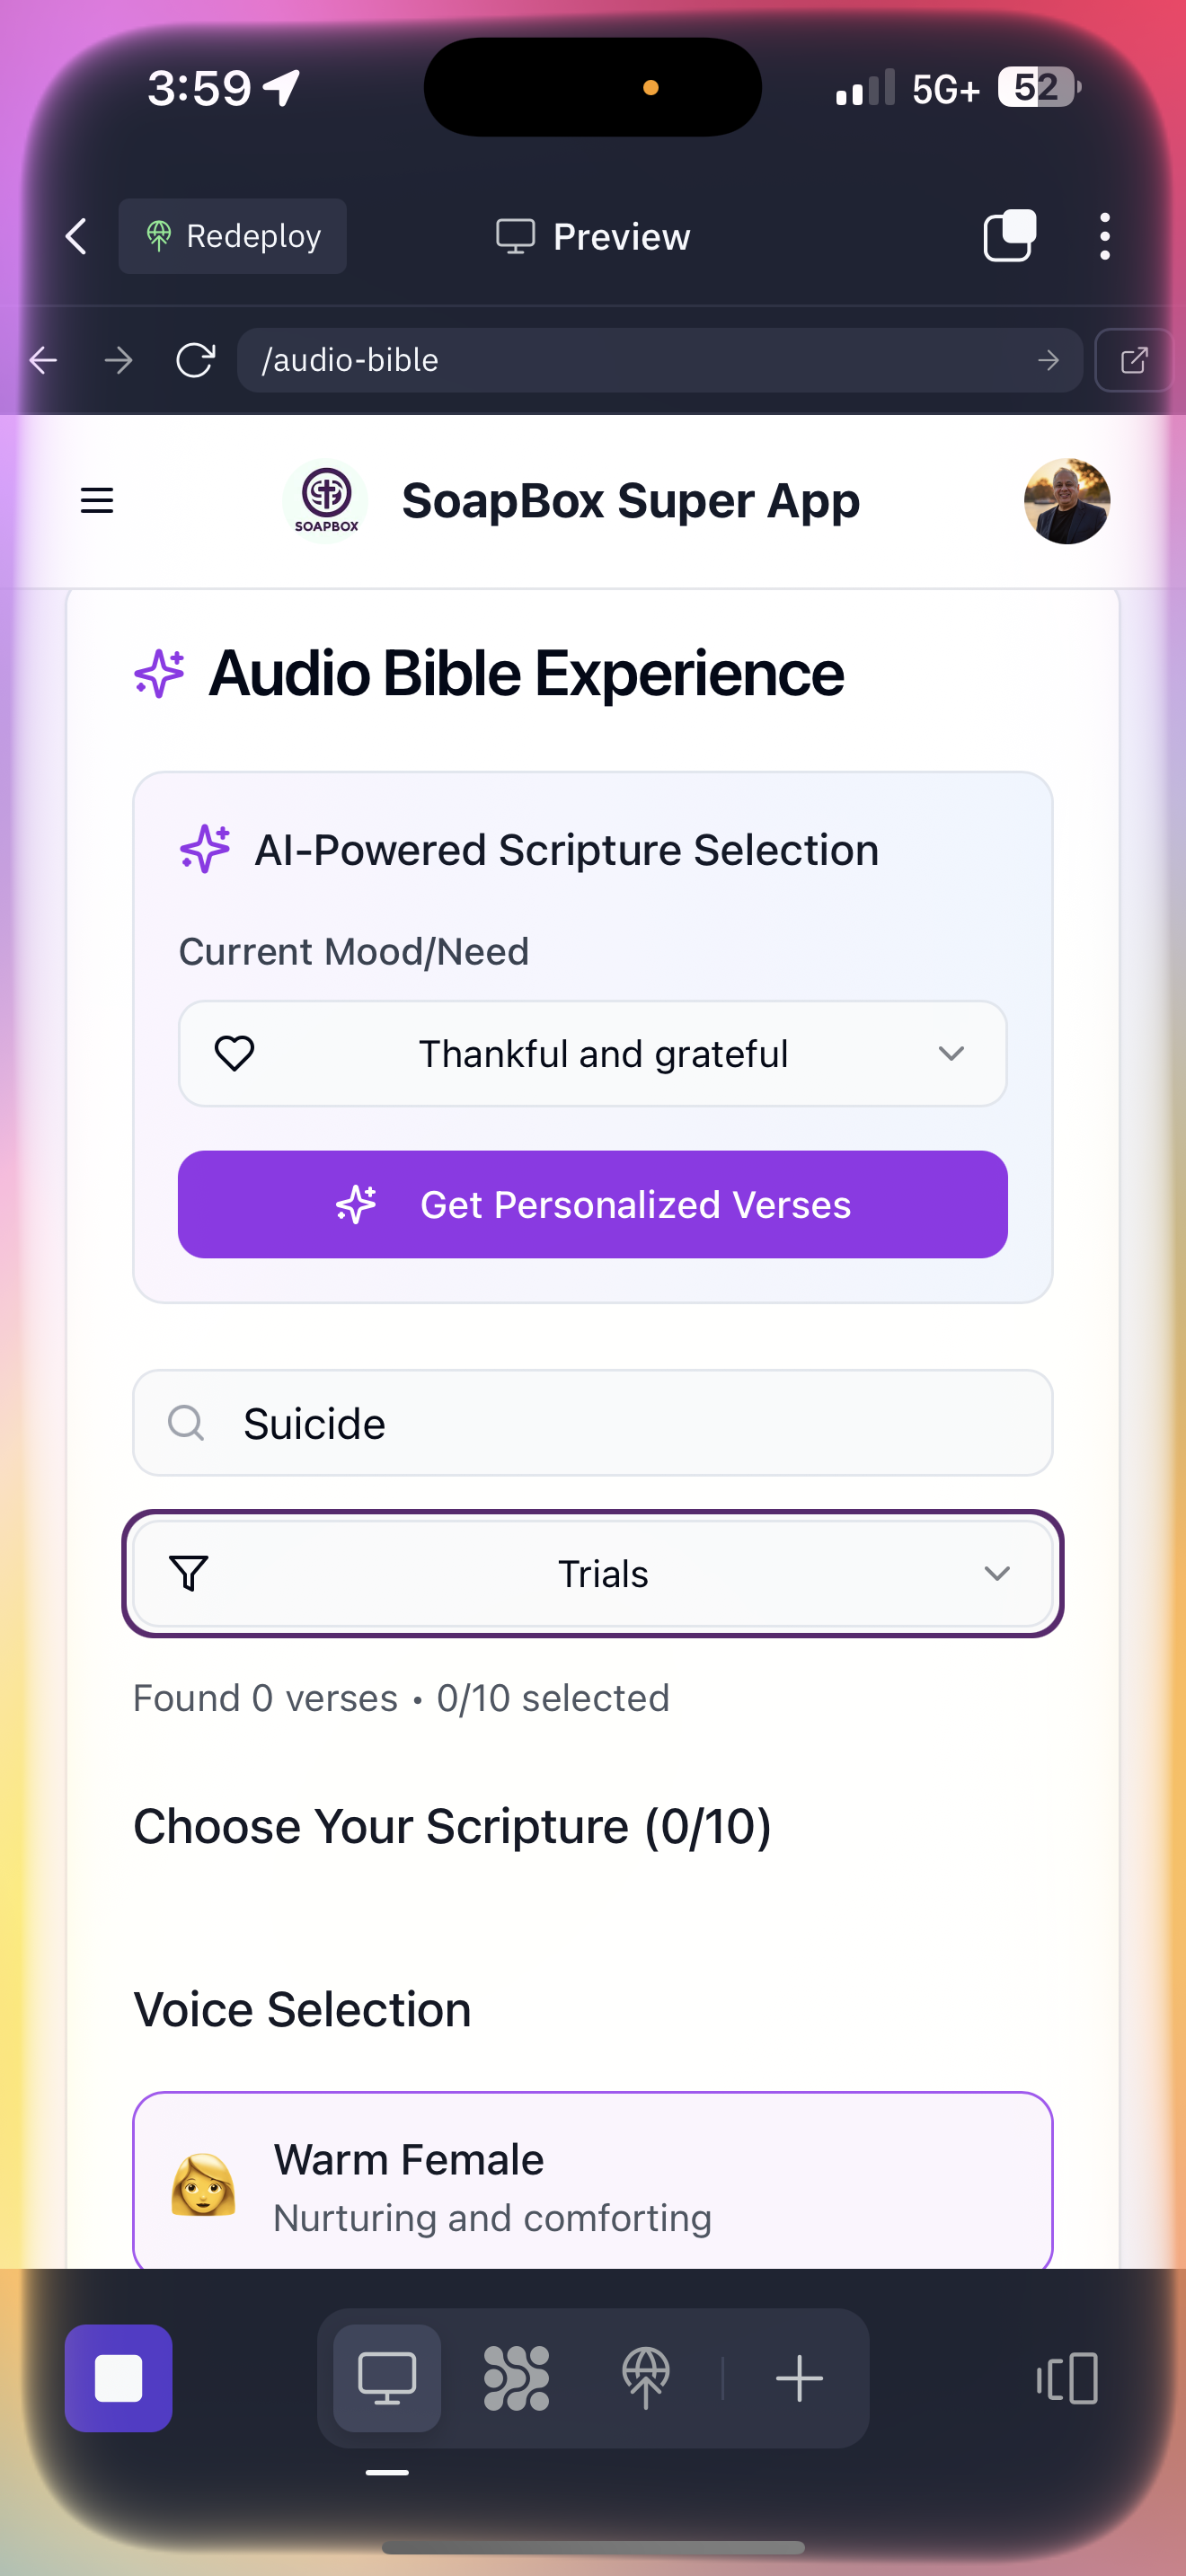 3:59
5G+
52
Redeploy
Preview
/audio-bible
SOAPBOX
SoapBox Super App
Audio Bible Experience
AI-Powered Scripture Selection
Current Mood/Need
Thankful and grateful
Get Personalized Verses
Suicide
Trials
Found 0 verses • 0/10 selected
Choose Your Scripture (0/10)
Voice Selection
Warm Female
Nurturing and comforting